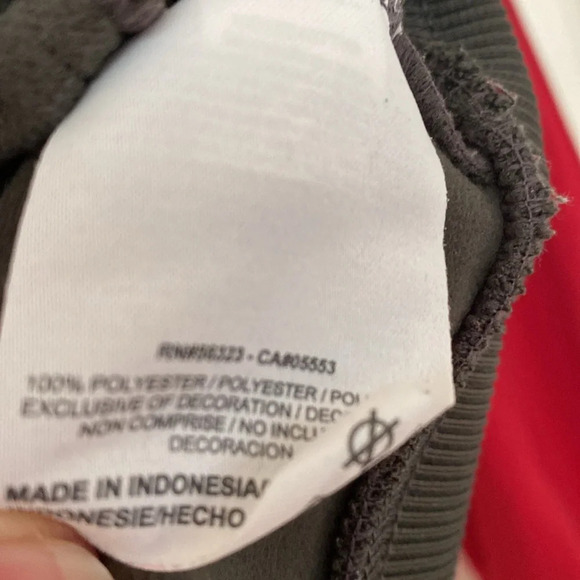 RN#56323 - CA#05553
100% POLYESTER / POLYESTER / POL
EXCLUSIVE OF DECORATION / DEC
NON COMPRISE / NO INCLU
DECORACION
MADE IN INDONESIA/
INDONESIE/HECHO